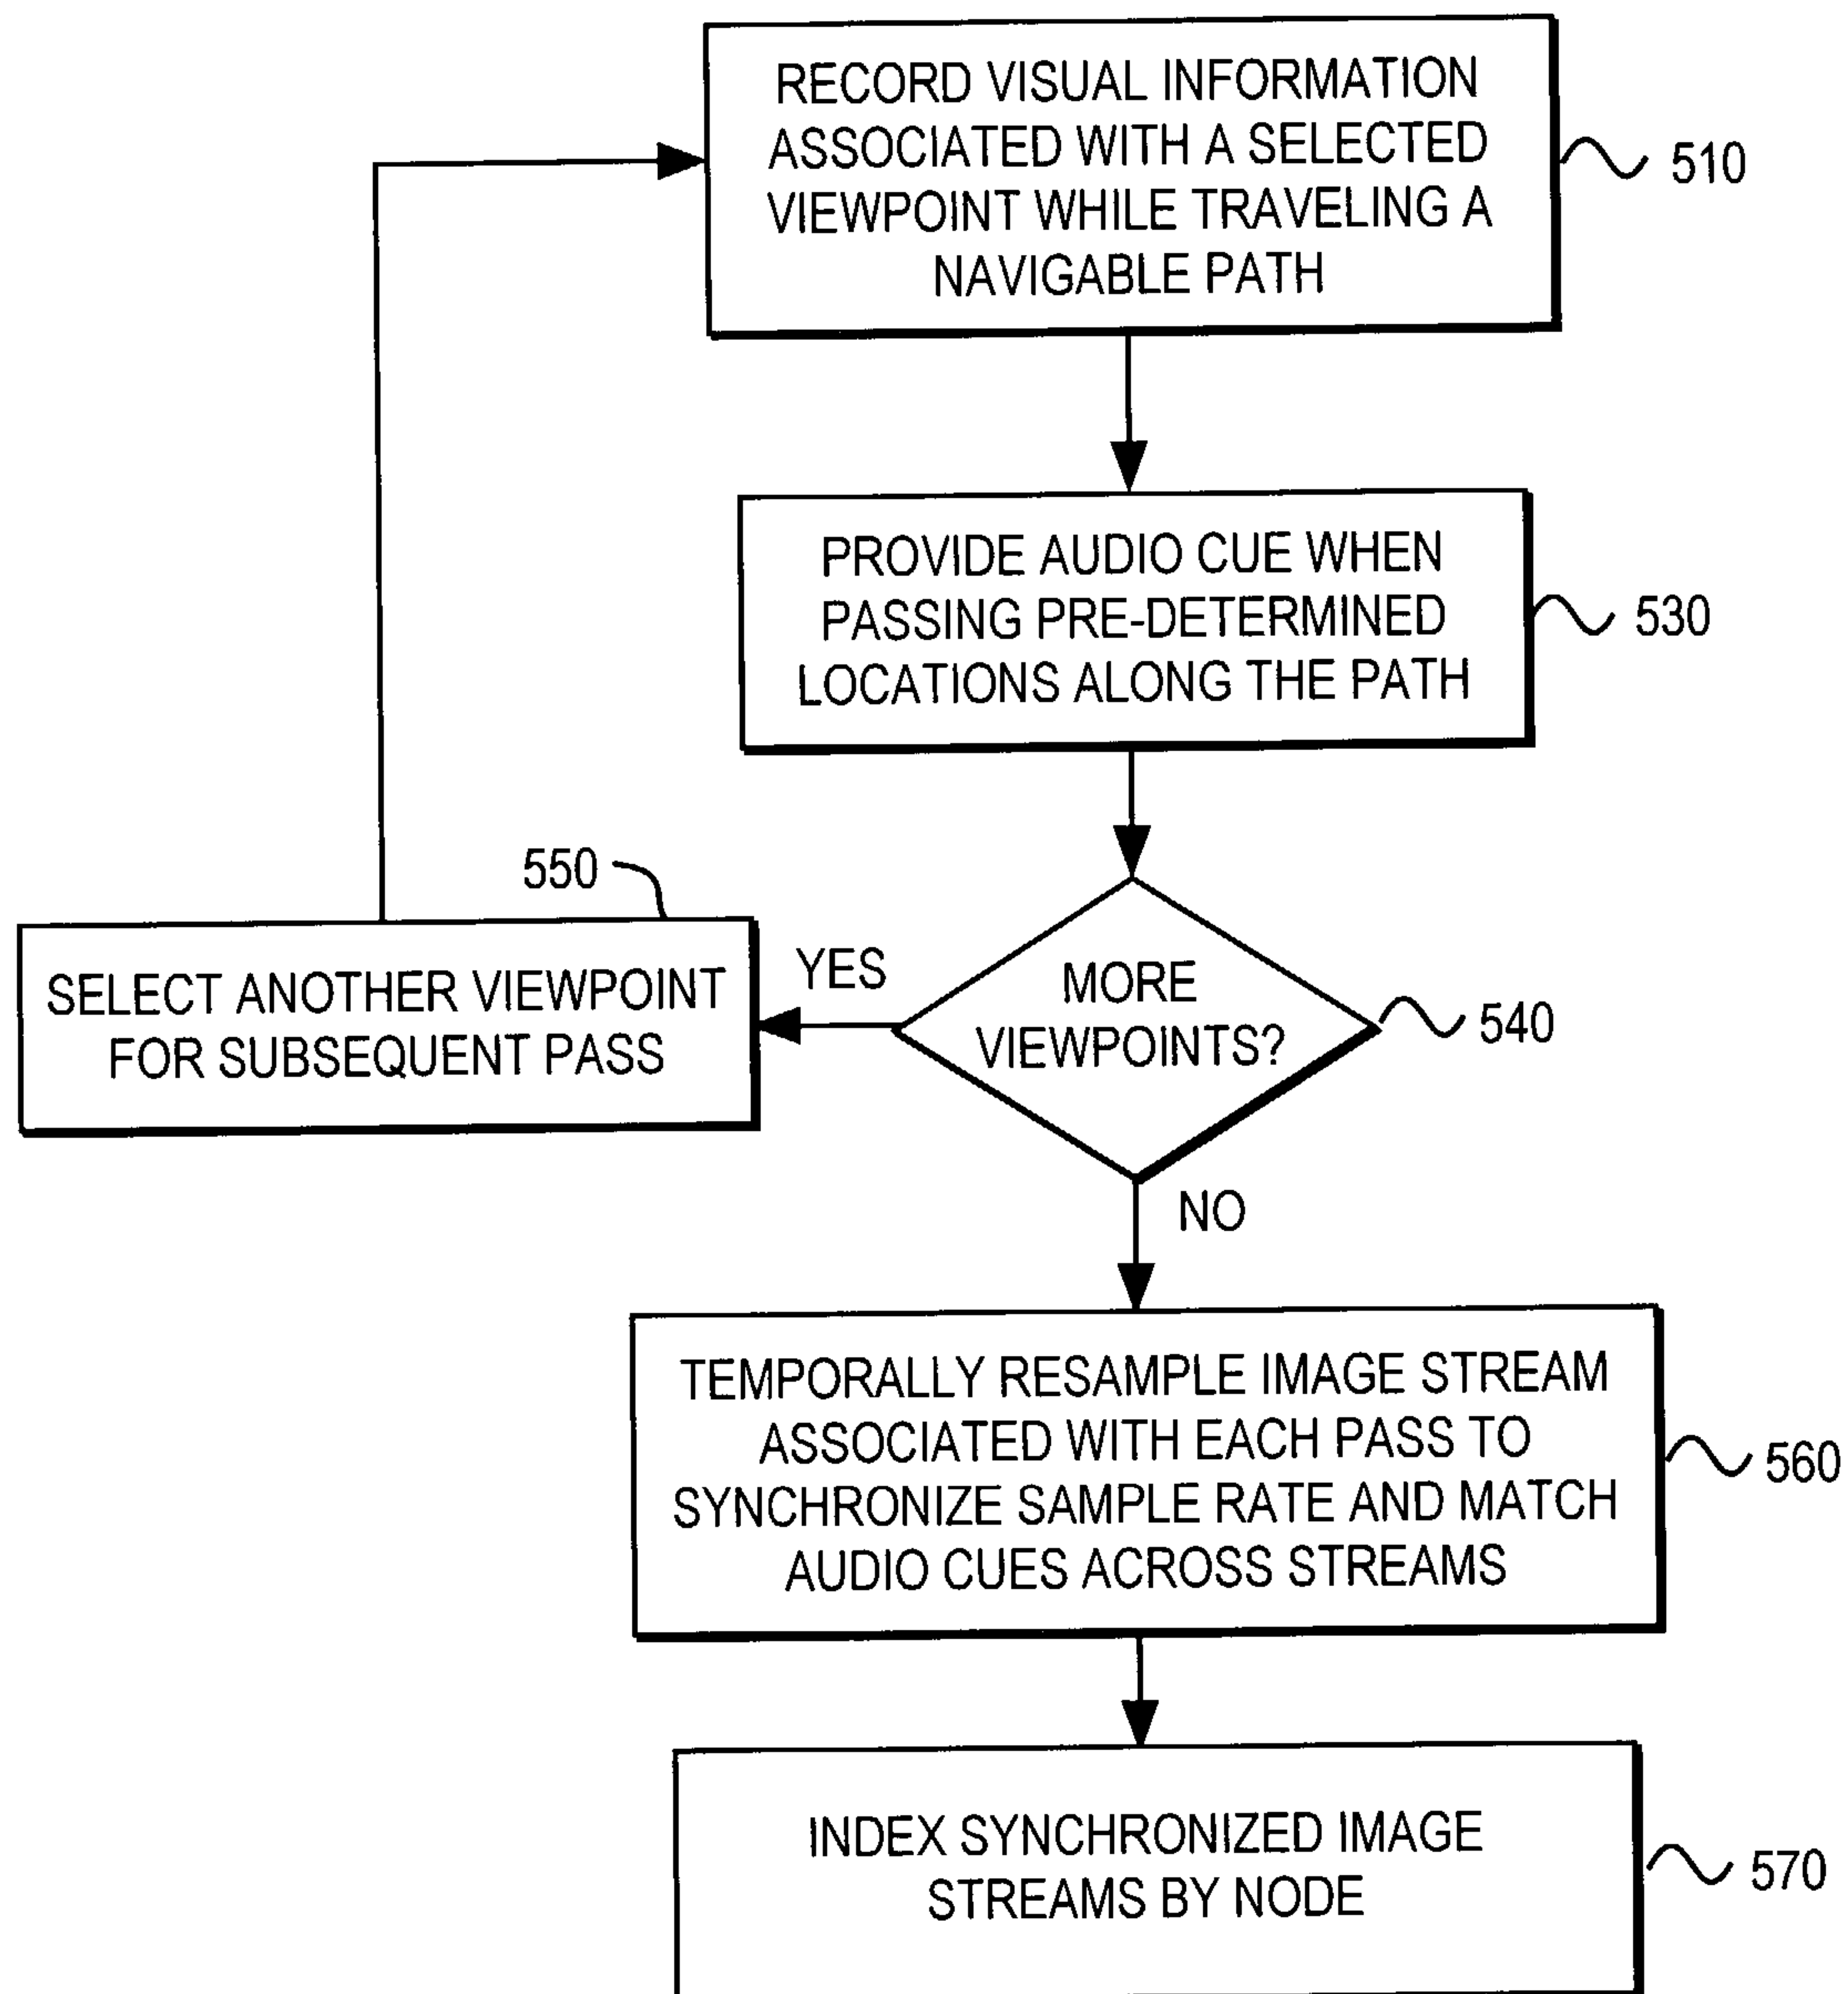 RECORD VISUAL INFORMATION
ASSOCIATED WITH A SELECTED
VIEWPOINT WHILE TRAVELING A
NAVIGABLE PATH
510
PROVIDE AUDIO CUE WHEN
PASSING PRE-DETERMINED
LOCATIONS ALONG THE PATH
530
550
SELECT ANOTHER VIEWPOINT
FOR SUBSEQUENT PASS
YES
MORE
VIEWPOINTS?
540
NO
TEMPORALLY RESAMPLE IMAGE STREAM
ASSOCIATED WITH EACH PASS TO
SYNCHRONIZE SAMPLE RATE AND MATCH
AUDIO CUES ACROSS STREAMS
560
INDEX SYNCHRONIZED IMAGE
STREAMS BY NODE
570